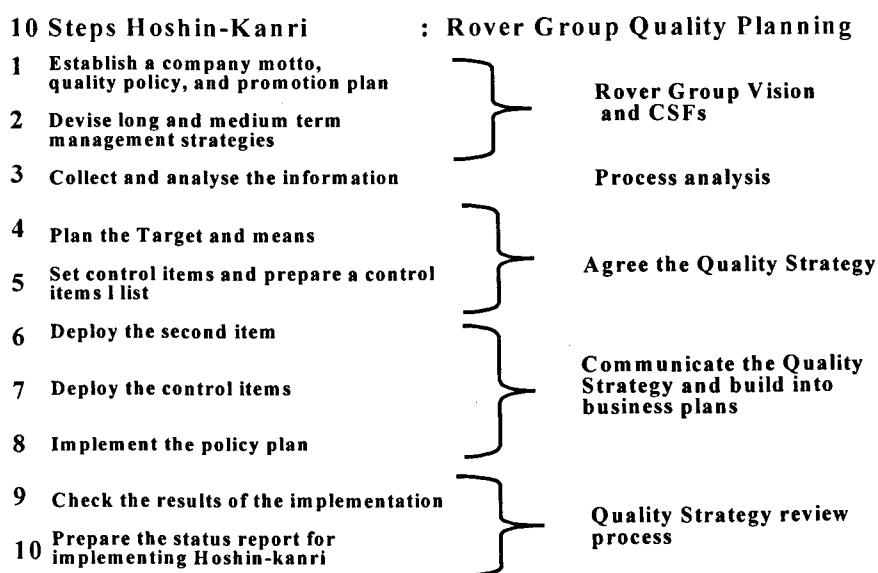 10 Steps Hoshin-Kanri : Rover Group Quality Planning
1 Establish a company motto,
quality policy, and promotion plan
Rover Group Vision
and CSFs
2 Devise long and medium term
management strategies
3 Collect and analyse the information
Process analysis
4 Plan the Target and means
5 Set control items and prepare a control
items l list
Agree the Quality Strategy
6 Deploy the second item
7 Deploy the control items
8 Implement the policy plan
Communicate the Quality
Strategy and build into
business plans
9 Check the results of the implementation
10 Prepare the status report for
implementing Hoshin-kanri
Quality Strategy review
process